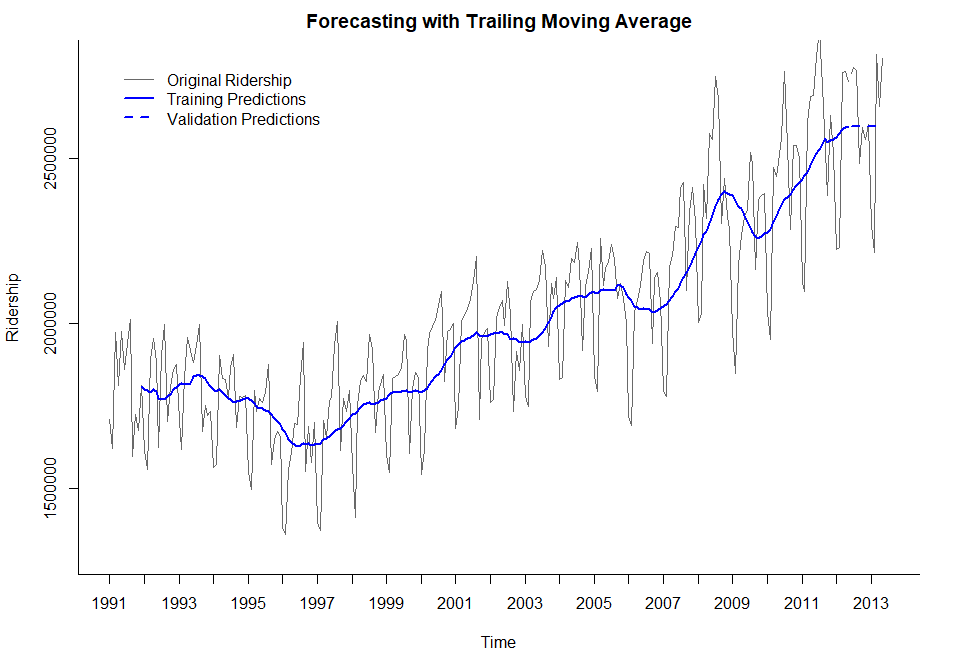 Forecasting with Trailing Moving Average
Original Ridership
Training Predictions
Validation Predictions
Ridership
2500000
2000000
1500000
1991 1993 1995 1997 1999 2001 2003 2005 2007 2009 2011 2013
Time